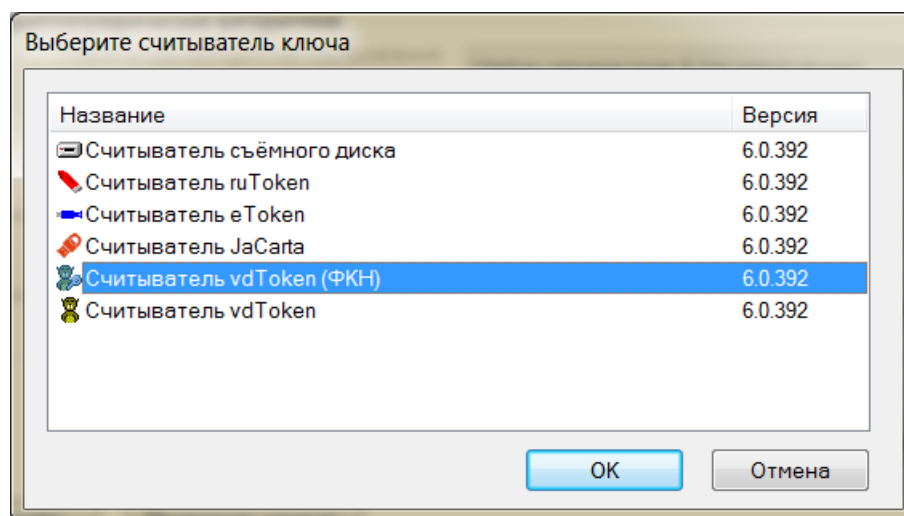 Выберите считыватель ключа
Название Версия
Считыватель съёмного диска 6.0.392
Считыватель ruToken 6.0.392
Считыватель eToken 6.0.392
Считыватель JaCarta 6.0.392
Считыватель vdToken (ФКН) 6.0.392
Считыватель vdToken 6.0.392
OK Отмена